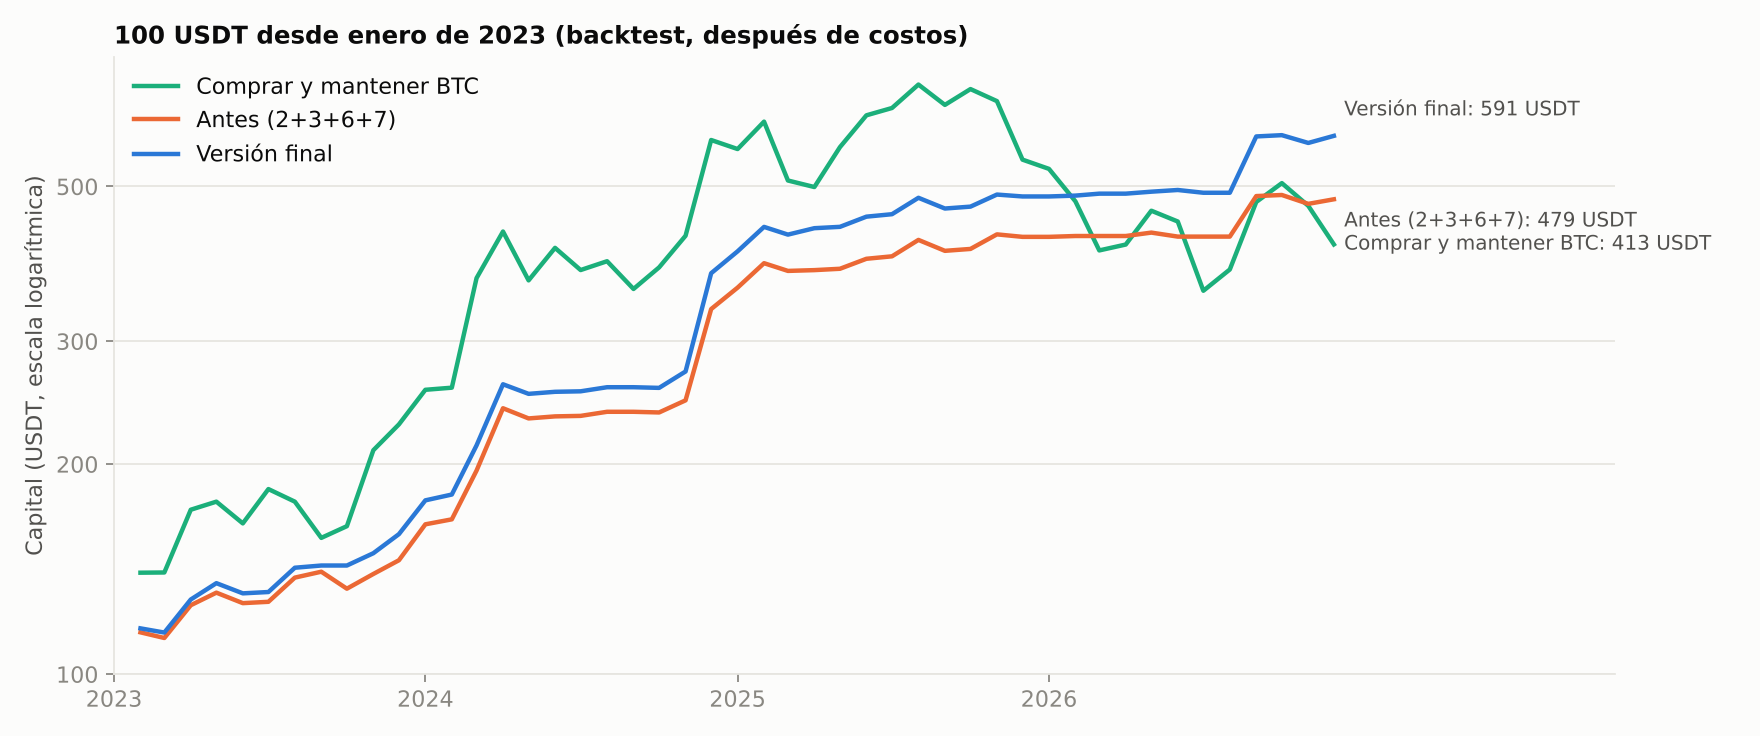 100 USDT desde enero de 2023 (backtest, después de costos)
Comprar y mantener BTC
Antes (2+3+6+7)
Versión final
Capital (USDT, escala logarítmica)
500
300
200
100
2023
2024
2025
2026
Versión final: 591 USDT
Antes (2+3+6+7): 479 USDT
Comprar y mantener BTC: 413 USDT